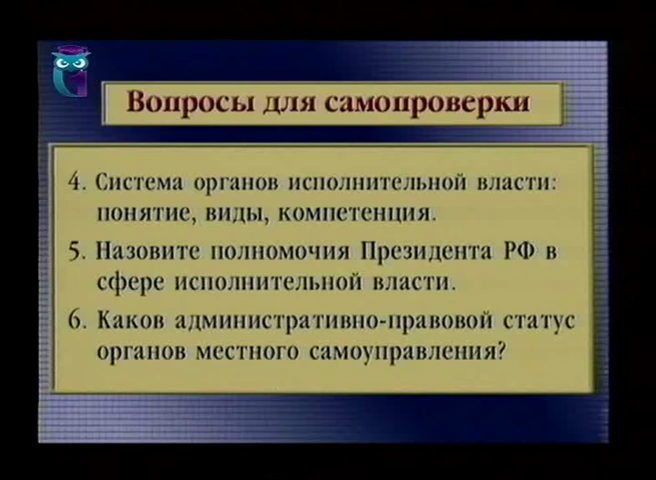 Вопросы для самопроверки
4. Система органов исполнительной власти:
понятие, виды, компетенция.
5. Назовите полномочия Президента РФ в
сфере исполнительной власти.
6. Каков административно-правовой статус
органов местного самоуправления?